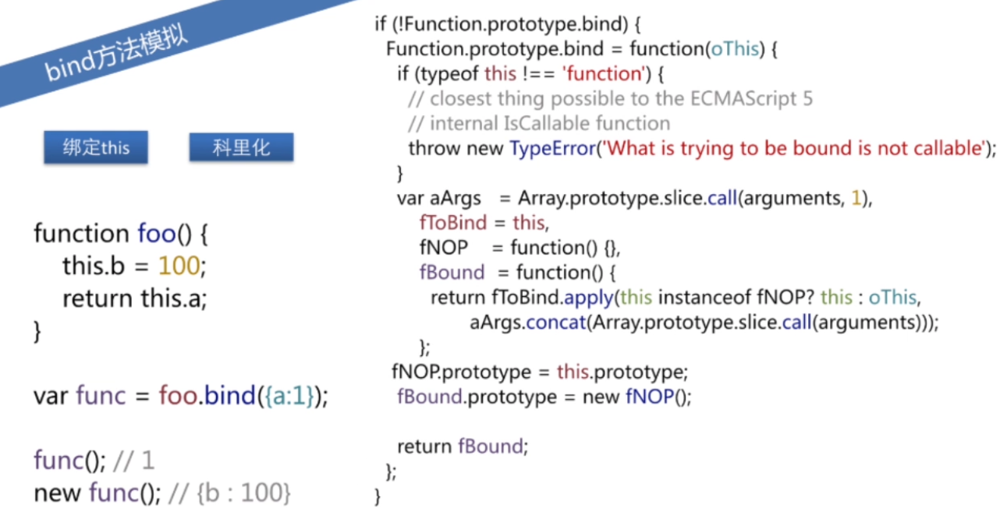 bind方法模拟
绑定this
科里化
function foo() {
this.b = 100;
return this.a;
}
var func = foo.bind({a:1});
func(); // 1
new func(); // {b : 100}
if (!Function.prototype.bind) {
Function.prototype.bind = function(oThis) {
if (typeof this !== 'function') {
// closest thing possible to the ECMAScript 5
// internal IsCallable function
throw new TypeError('What is trying to be bound is not callable');
}
var aArgs = Array.prototype.slice.call(arguments, 1),
fToBind = this,
fNOP = function() {},
fBound = function() {
return fToBind.apply(this instanceof fNOP? this : oThis,
aArgs.concat(Array.prototype.slice.call(arguments)));
};
fNOP.prototype = this.prototype;
fBound.prototype = new fNOP();
return fBound;
};
}